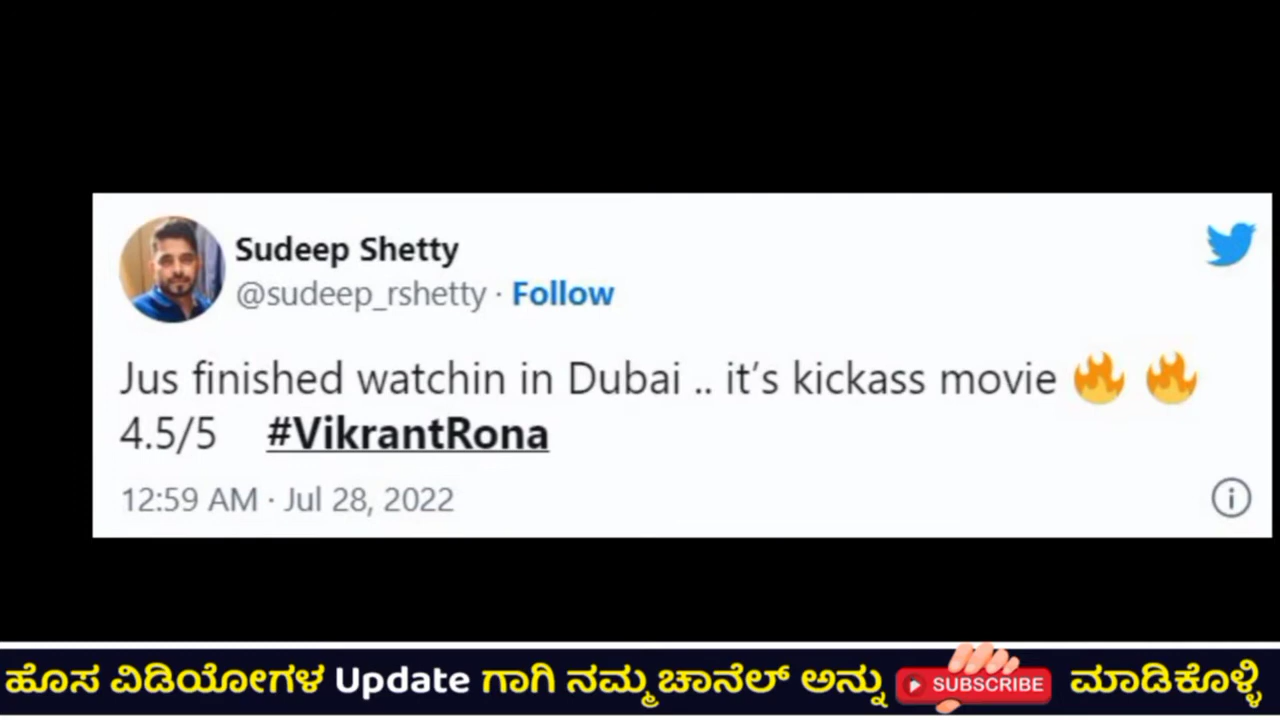 Sudeep Shetty
@sudeep_rshetty · Follow
Jus finished watchin in Dubai .. it's kickass movie 🔥 🔥
4.5/5 #VikrantRona
12:59 AM · Jul 28, 2022
ಹೊಸ ವಿಡಿಯೋಗಳ Update ಗಾಗಿ ನಮ್ಮ ಚಾನೆಲ್ ಅನ್ನು SUBSCRIBE ಮಾಡಿಕೊಳ್ಳಿ